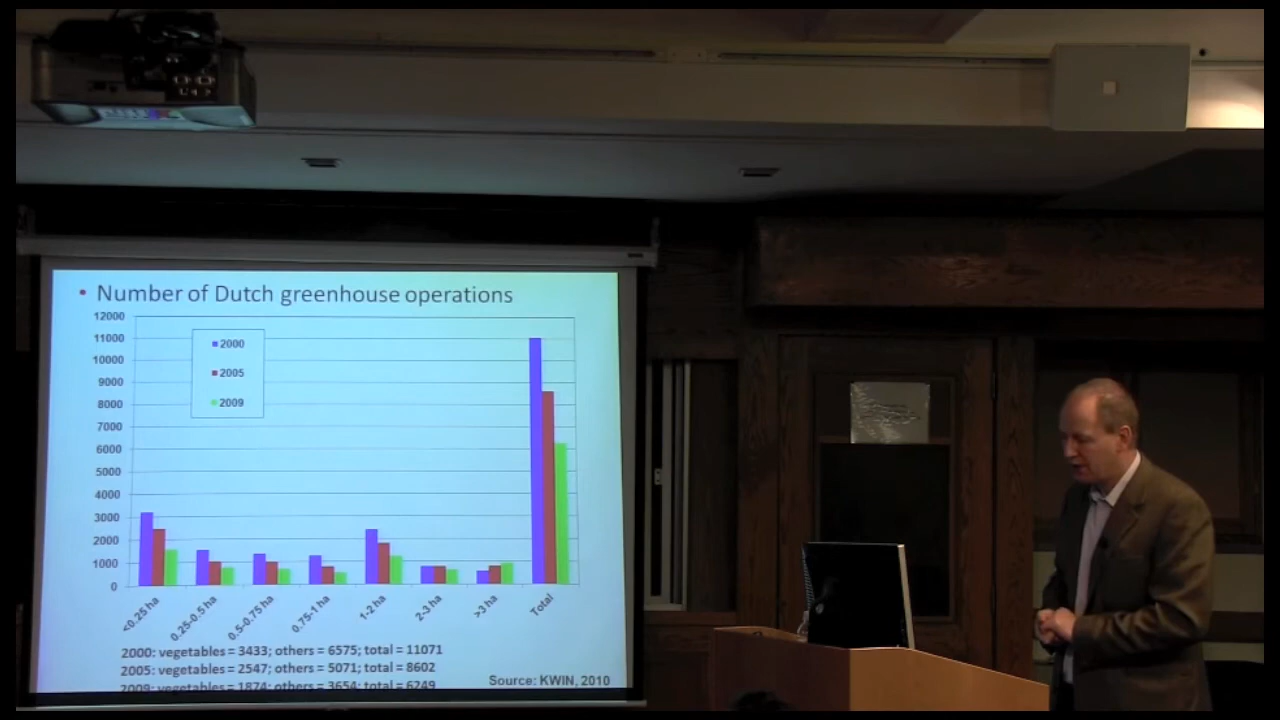 • Number of Dutch greenhouse operations
12000
11000
10000
9000
8000
7000
6000
5000
4000
3000
2000
1000
0
2000
2005
2009
<0.25 ha
0.25-0.5 ha
0.5-0.75 ha
0.75-1 ha
1-2 ha
2-3 ha
>3 ha
Total
2000: vegetables = 3433; others = 6575; total = 11071
2005: vegetables = 2547; others = 5071; total = 8602
2009: vegetables = 1874; others = 3654; total = 6249
Source: KWIN, 2010